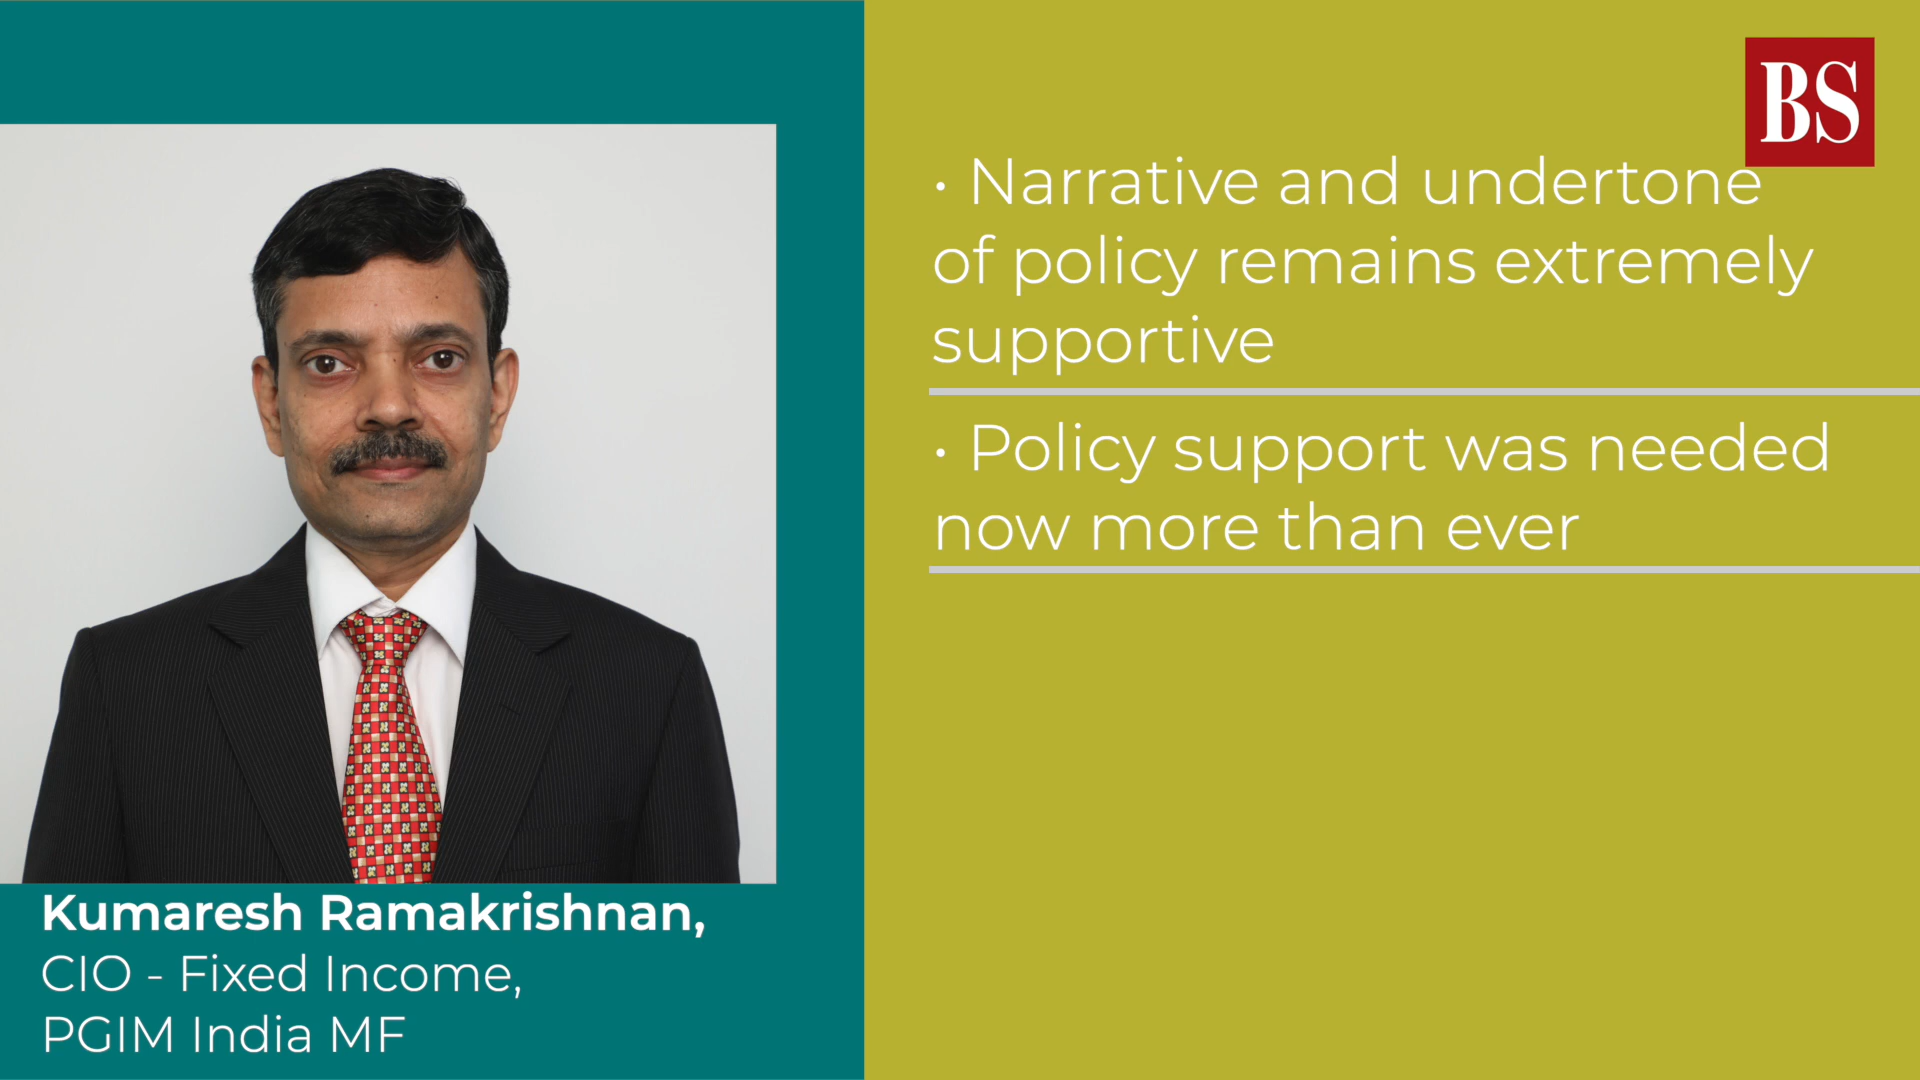 BS
• Narrative and undertone
of policy remains extremely
supportive
• Policy support was needed
now more than ever
Kumaresh Ramakrishnan,
CIO - Fixed Income,
PGIM India MF